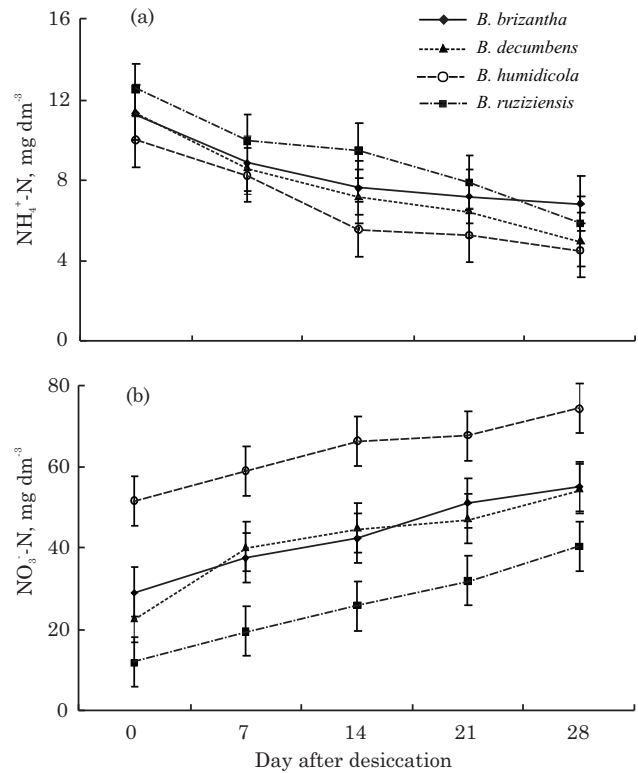 (a)
B. brizantha
B. decumbens
B. humidicola
B. ruziziensis
16
12
8
4
0
NH₄⁺-N, mg dm⁻³
(b)
80
60
40
20
0
NO₃⁻-N, mg dm⁻³
0 7 14 21 28
Day after desiccation